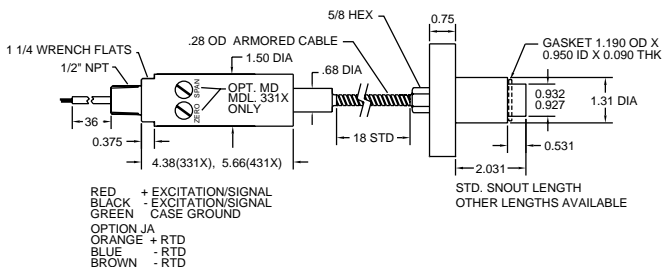 5/8 HEX
0.75
.28 OD ARMORED CABLE
GASKET 1.190 OD X
0.950 ID X 0.090 THK
1 1/4 WRENCH FLATS
1.50 DIA
.68 DIA
1/2" NPT
ZERO
SPAN
OPT. MD
MDL. 331X
ONLY
0.932
0.927
1.31 DIA
36
18 STD
0.375
0.531
4.38(331X), 5.66(431X)
2.031
STD. SNOUT LENGTH
OTHER LENGTHS AVAILABLE
RED + EXCITATION/SIGNAL
BLACK - EXCITATION/SIGNAL
GREEN CASE GROUND
OPTION JA
ORANGE + RTD
BLUE - RTD
BROWN - RTD